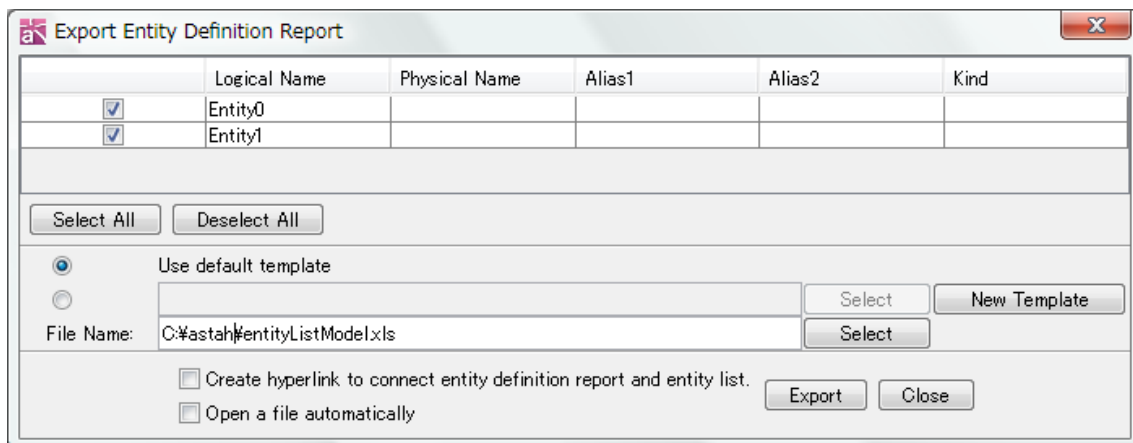 Export Entity Definition Report
Logical Name Physical Name Alias1 Alias2 Kind
Entity0
Entity1
Select All Deselect All
Use default template
Select New Template
File Name: C:¥astah¥entityListModel.xls Select
Create hyperlink to connect entity definition report and entity list.
Export Close
Open a file automatically